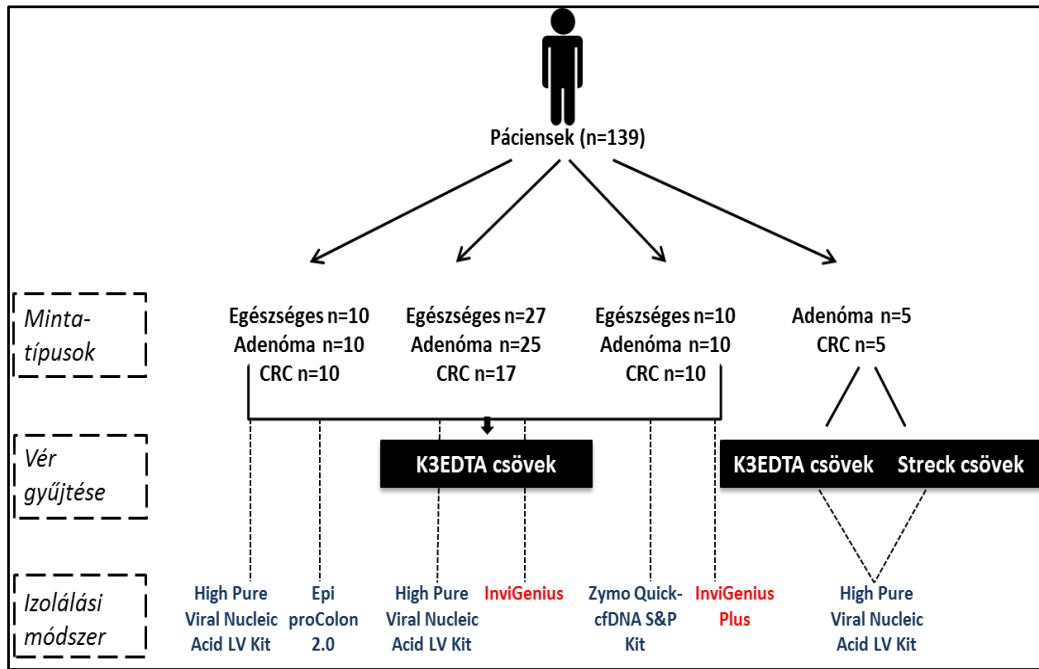 Páciensek (n=139)
Minta-
típusok
Egészséges n=10
Adenóma n=10
CRC n=10
Egészséges n=27
Adenóma n=25
CRC n=17
Egészséges n=10
Adenóma n=10
CRC n=10
Adenóma n=5
CRC n=5
Vér
gyűjtése
K3EDTA csövek
K3EDTA csövek
Streck csövek
Izolálási
módszer
High Pure
Viral Nucleic
Acid LV Kit
Epi
proColon
2.0
High Pure
Viral Nucleic
Acid LV Kit
InviGenius
Zymo Quick-
cfDNA S&P
Kit
InviGenius
Plus
High Pure
Viral Nucleic
Acid LV Kit